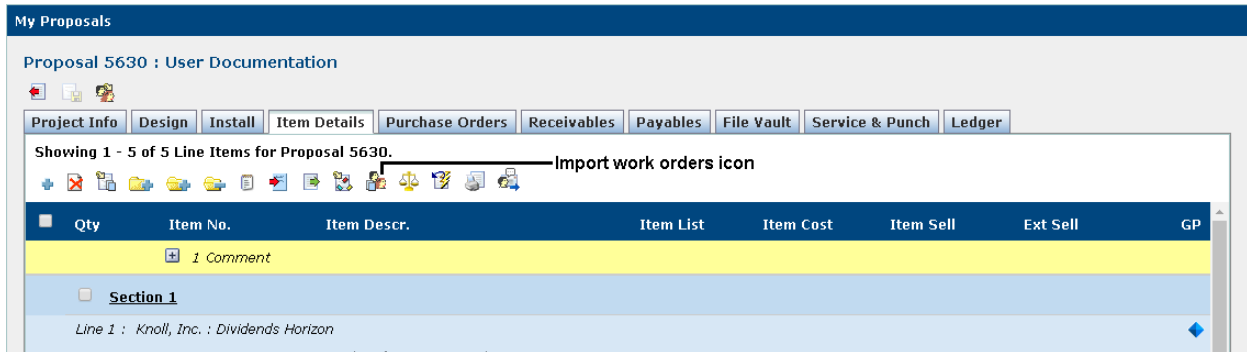 My Proposals
Proposal 5630 : User Documentation
Project Info Design Install Item Details Purchase Orders Receivables Payables File Vault Service & Punch Ledger
Showing 1 - 5 of 5 Line Items for Proposal 5630.
Import work orders icon
Qty Item No. Item Descr. Item List Item Cost Item Sell Ext Sell GP
1 Comment
Section 1
Line 1 : Knoll, Inc. : Dividends Horizon